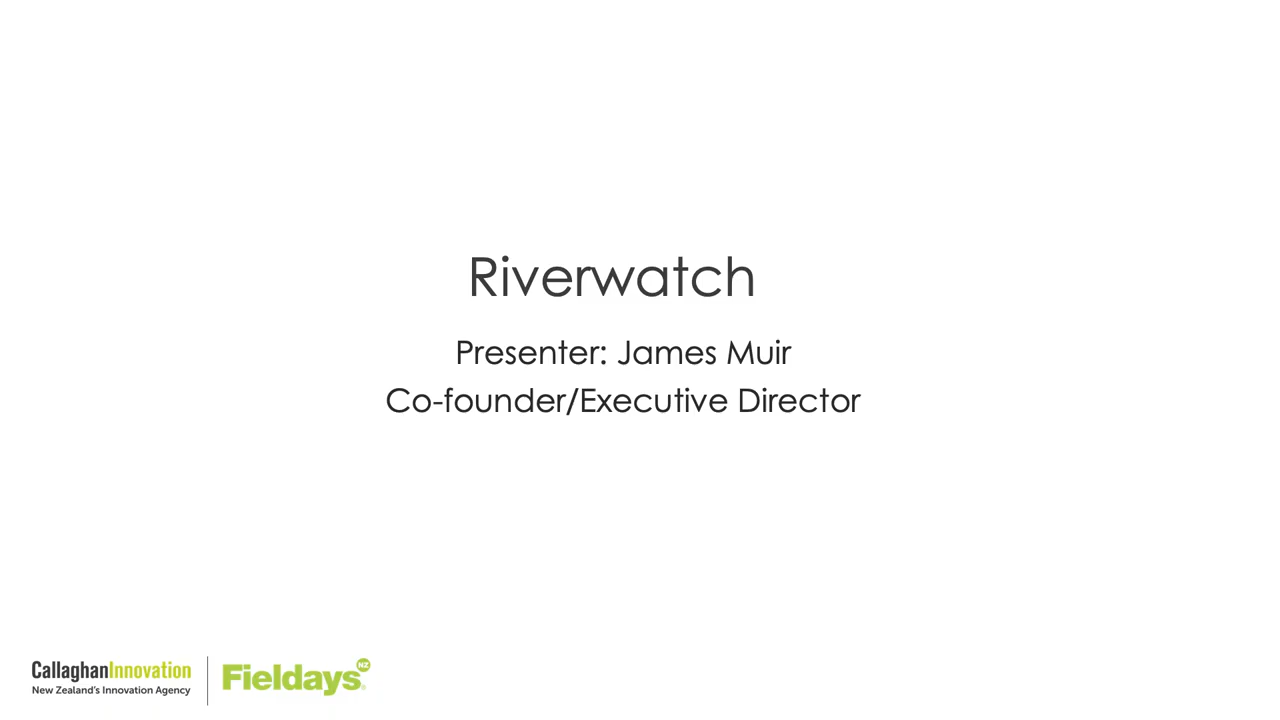 Riverwatch
Presenter: James Muir
Co-founder/Executive Director
CallaghanInnovation
New Zealand's Innovation Agency
Fieldays®
NZ